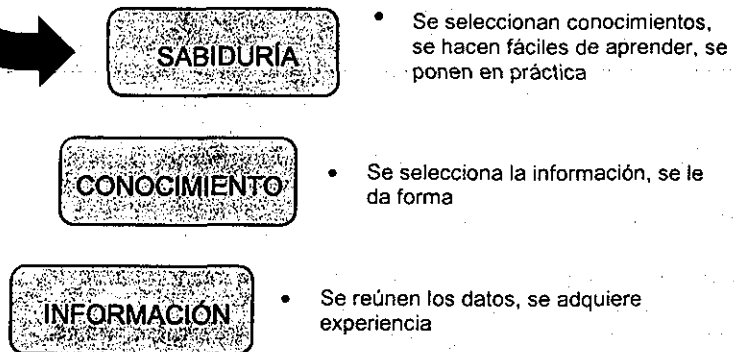 SABIDURÍA
• Se seleccionan conocimientos,
se hacen fáciles de aprender, se
ponen en práctica
CONOCIMIENTO
• Se selecciona la información, se le
da forma
INFORMACIÓN
• Se reúnen los datos, se adquiere
experiencia